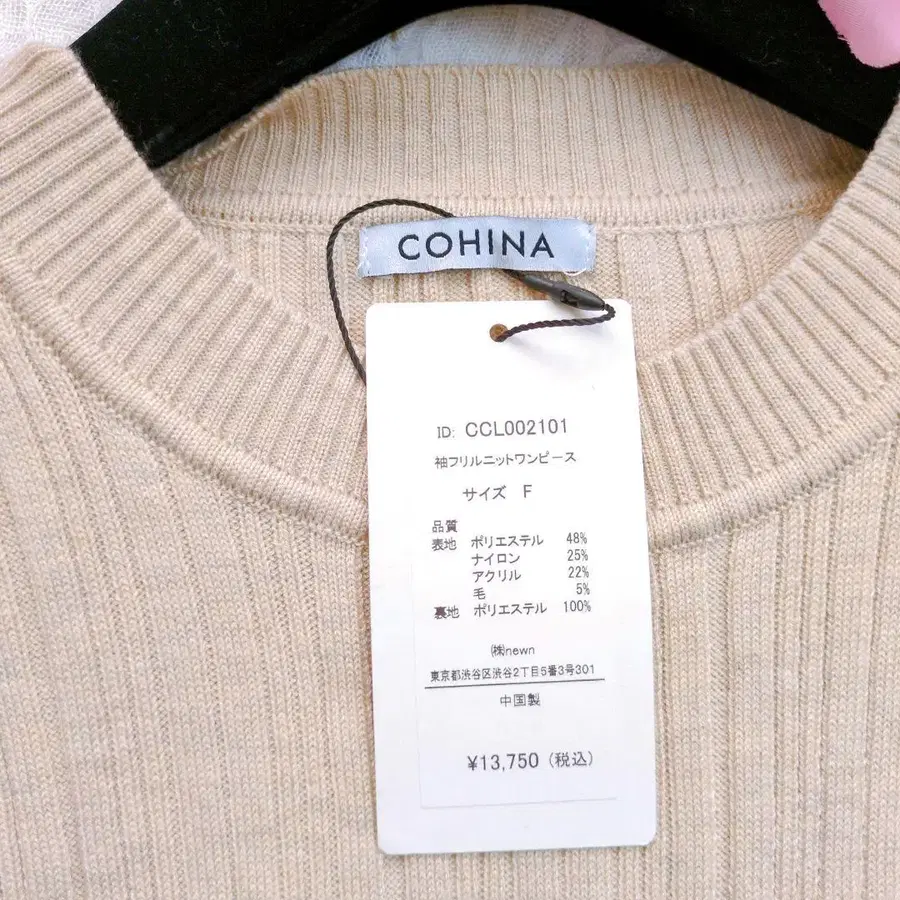 COHINA
ID: CCL002101
袖フリルニットワンピース
サイズ F
品質
表地 ポリエステル 48%
ナイロン 25%
アクリル 22%
毛 5%
裏地 ポリエステル 100%
㈱newn
東京都渋谷区渋谷2丁目5番3号301
中国製
¥13,750 (税込)